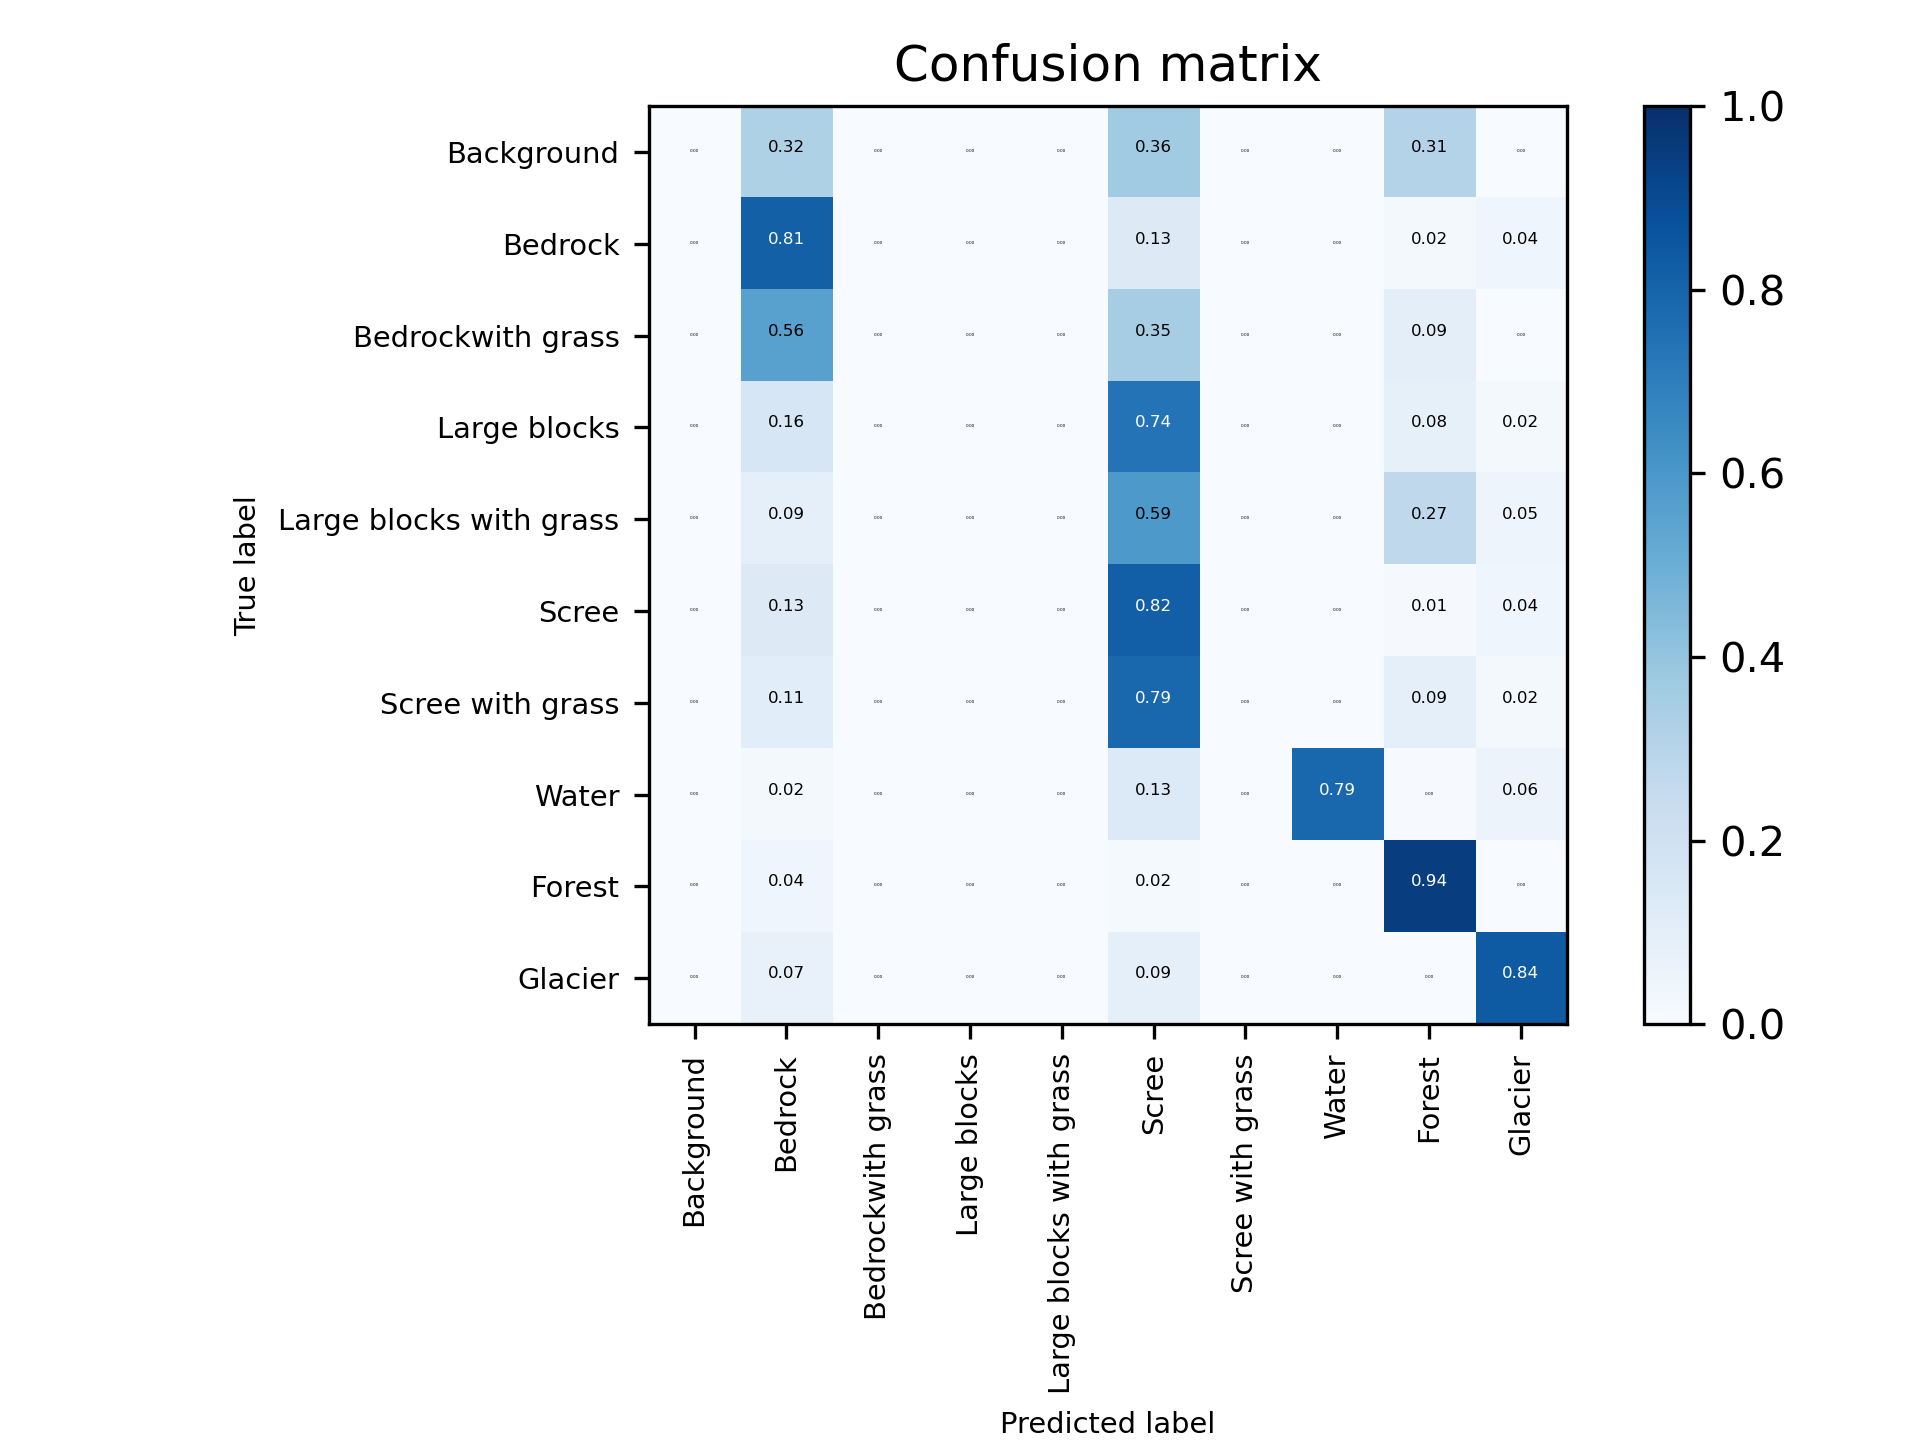 Confusion matrix
Background 0.32 0.36 0.31
Bedrock 0.81 0.13 0.02 0.04
Bedrockwith grass 0.56 0.35 0.09
Large blocks 0.16 0.74 0.08 0.02
Large blocks with grass 0.09 0.59 0.27 0.05
Scree 0.13 0.82 0.01 0.04
Scree with grass 0.11 0.79 0.09 0.02
Water 0.02 0.13 0.79 0.06
Forest 0.04 0.02 0.94
Glacier 0.07 0.09 0.84
True label
Background
Bedrock
Bedrockwith grass
Large blocks
Large blocks with grass
Scree
Scree with grass
Water
Forest
Glacier
Predicted label
1.0
0.8
0.6
0.4
0.2
0.0